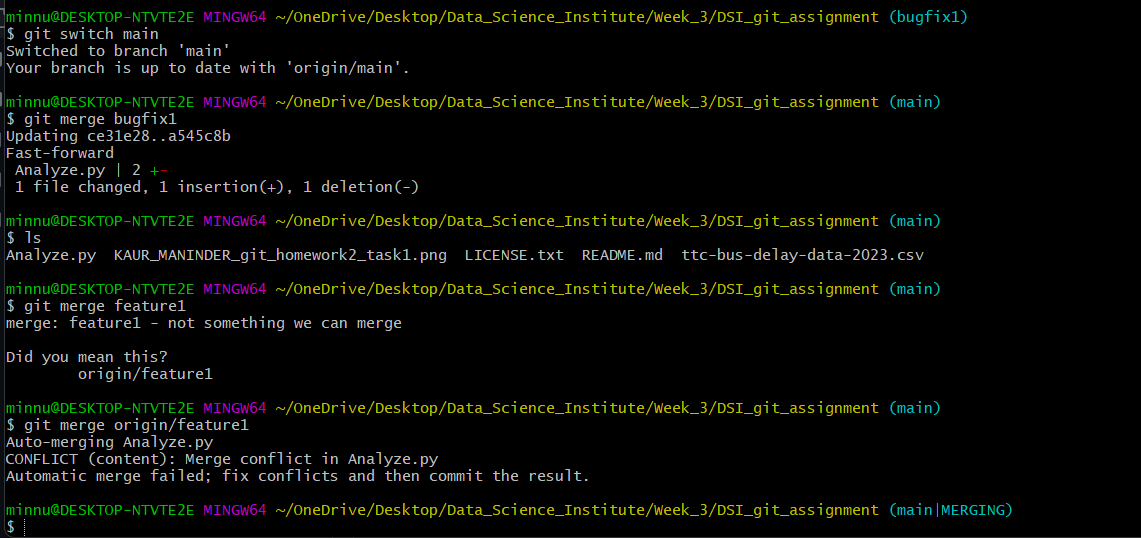 minnu@DESKTOP-NTVTE2E MINGW64 ~/OneDrive/Desktop/Data_Science_Institute/Week_3/DSI_git_assignment (bugfix1)
$ git switch main
Switched to branch 'main'
Your branch is up to date with 'origin/main'.
minnu@DESKTOP-NTVTE2E MINGW64 ~/OneDrive/Desktop/Data_Science_Institute/Week_3/DSI_git_assignment (main)
$ git merge bugfix1
Updating ce31e28..a545c8b
Fast-forward
 Analyze.py | 2 +-
 1 file changed, 1 insertion(+), 1 deletion(-)
minnu@DESKTOP-NTVTE2E MINGW64 ~/OneDrive/Desktop/Data_Science_Institute/Week_3/DSI_git_assignment (main)
$ ls
Analyze.py  KAUR_MANINDER_git_homework2_task1.png  LICENSE.txt  README.md  ttc-bus-delay-data-2023.csv
minnu@DESKTOP-NTVTE2E MINGW64 ~/OneDrive/Desktop/Data_Science_Institute/Week_3/DSI_git_assignment (main)
$ git merge feature1
merge: feature1 - not something we can merge
Did you mean this?
        origin/feature1
minnu@DESKTOP-NTVTE2E MINGW64 ~/OneDrive/Desktop/Data_Science_Institute/Week_3/DSI_git_assignment (main)
$ git merge origin/feature1
Auto-merging Analyze.py
CONFLICT (content): Merge conflict in Analyze.py
Automatic merge failed; fix conflicts and then commit the result.
minnu@DESKTOP-NTVTE2E MINGW64 ~/OneDrive/Desktop/Data_Science_Institute/Week_3/DSI_git_assignment (main|MERGING)
$